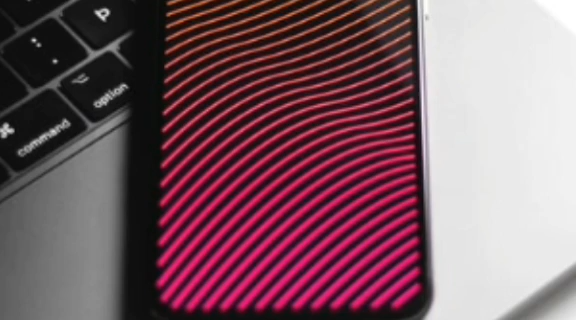 P
: ;
⌥
option
⌘
command